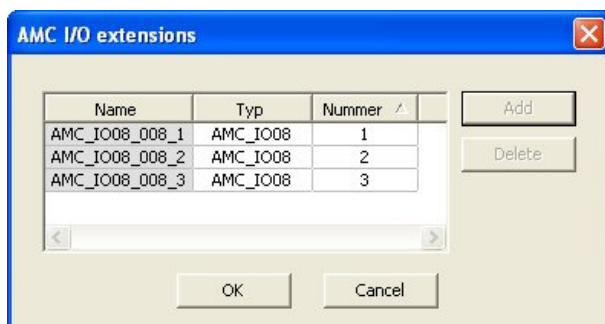 AMC I/O extensions
Name Typ Nummer
AMC_IO08_008_1 AMC_IO08 1
AMC_IO08_008_2 AMC_IO08 2
AMC_IO08_008_3 AMC_IO08 3
Add
Delete
OK Cancel